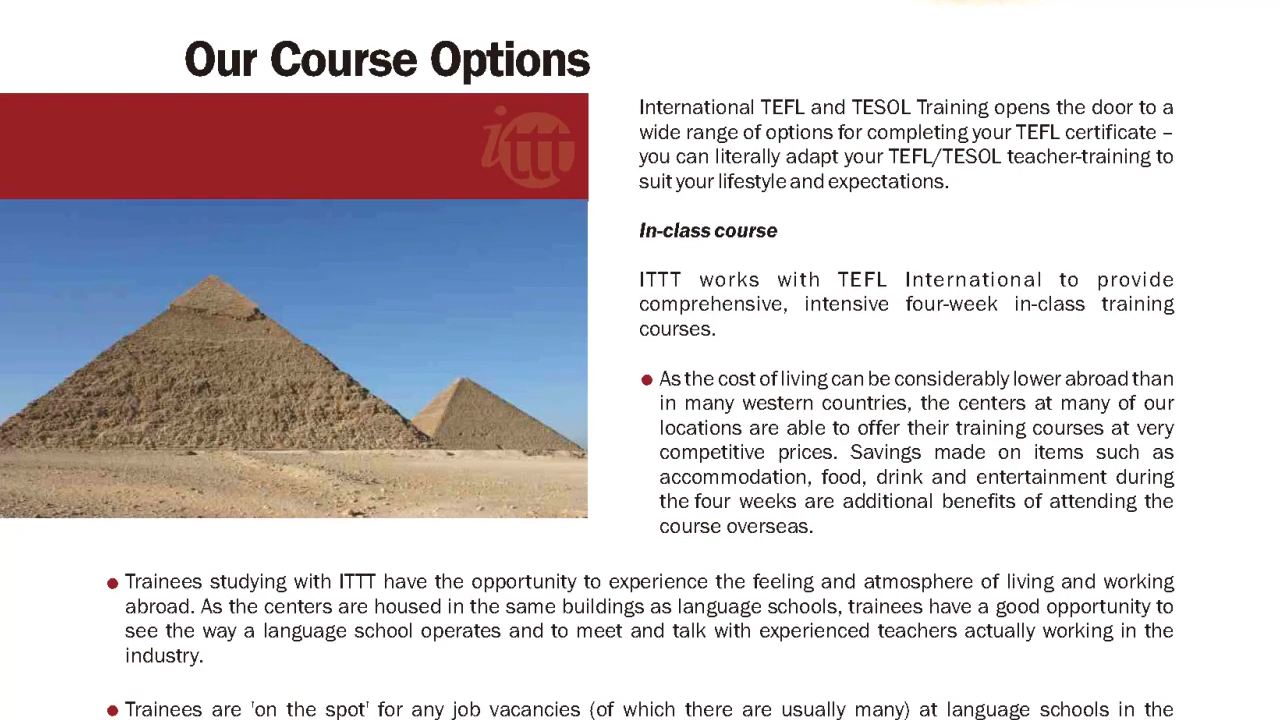 Our Course Options
ittt
International TEFL and TESOL Training opens the door to a
wide range of options for completing your TEFL certificate –
you can literally adapt your TEFL/TESOL teacher-training to
suit your lifestyle and expectations.
In-class course
ITTT works with TEFL International to provide
comprehensive, intensive four-week in-class training
courses.
● As the cost of living can be considerably lower abroad than
in many western countries, the centers at many of our
locations are able to offer their training courses at very
competitive prices. Savings made on items such as
accommodation, food, drink and entertainment during
the four weeks are additional benefits of attending the
course overseas.
● Trainees studying with ITTT have the opportunity to experience the feeling and atmosphere of living and working
abroad. As the centers are housed in the same buildings as language schools, trainees have a good opportunity to
see the way a language school operates and to meet and talk with experienced teachers actually working in the
industry.
● Trainees are 'on the spot' for any job vacancies (of which there are usually many) at language schools in the